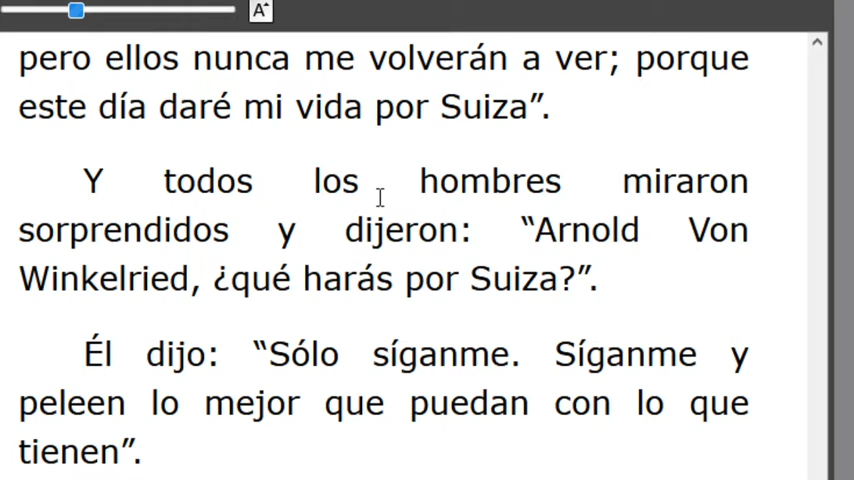 A
pero ellos nunca me volverán a ver; porque
este día daré mi vida por Suiza”.
Y todos los hombres miraron
sorprendidos y dijeron: “Arnold Von
Winkelried, ¿qué harás por Suiza?”.
Él dijo: “Sólo síganme. Síganme y
peleen lo mejor que puedan con lo que
tienen”.